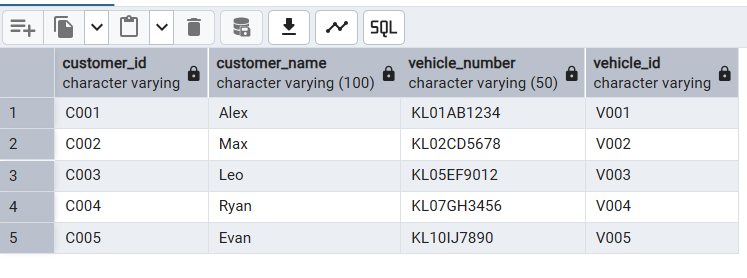 SQL
customer_id customer_name vehicle_number vehicle_id
character varying character varying (100) character varying (50) character varying
1 C001 Alex KL01AB1234 V001
2 C002 Max KL02CD5678 V002
3 C003 Leo KL05EF9012 V003
4 C004 Ryan KL07GH3456 V004
5 C005 Evan KL10IJ7890 V005